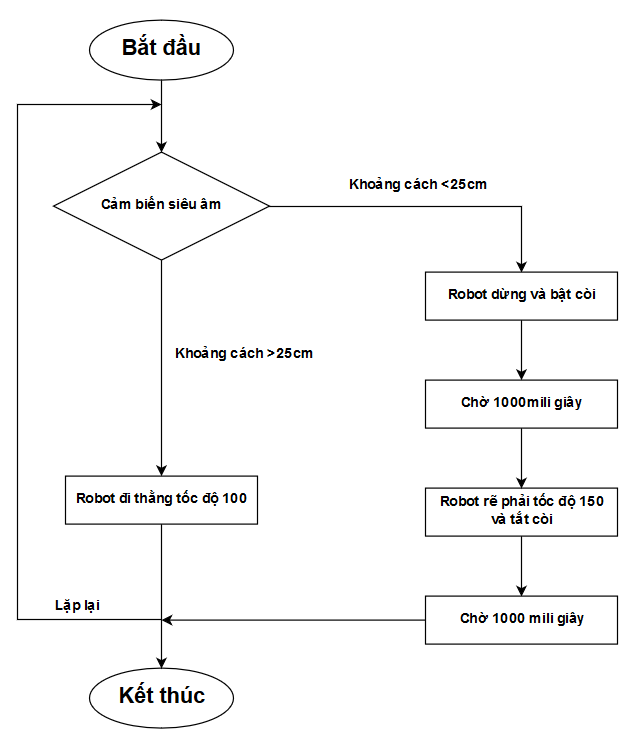 Bắt đầu
Cảm biến siêu âm
Khoảng cách <25cm
Robot dừng và bật còi
Khoảng cách >25cm
Chờ 1000mili giây
Robot đi thẳng tốc độ 100
Robot rẽ phải tốc độ 150
và tắt còi
Lặp lại
Chờ 1000 mili giây
Kết thúc